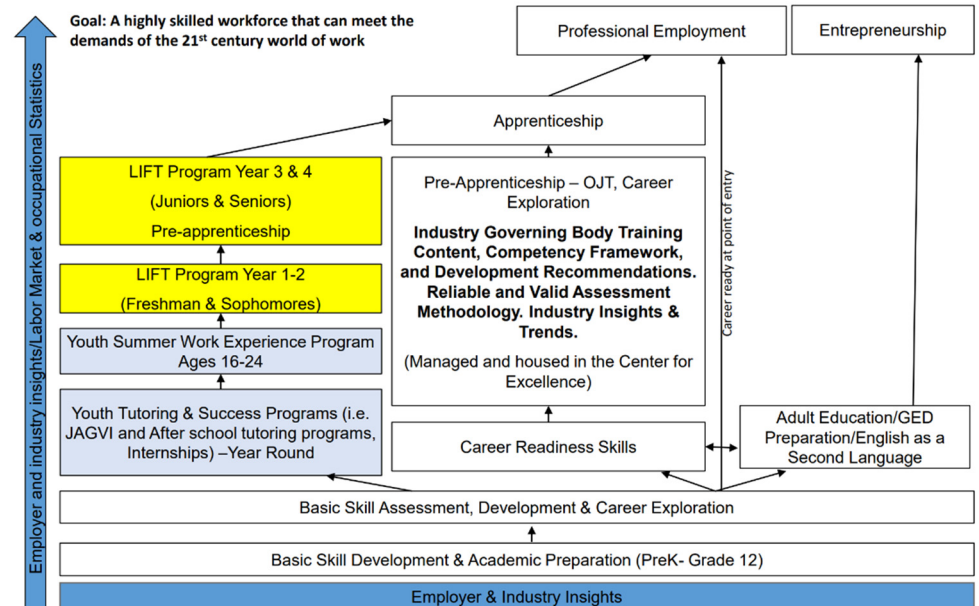 Goal: A highly skilled workforce that can meet the
demands of the 21st century world of work
Professional Employment
Entrepreneurship
Apprenticeship
LIFT Program Year 3 & 4
(Juniors & Seniors)
Pre-apprenticeship
LIFT Program Year 1-2
(Freshman & Sophomores)
Youth Summer Work Experience Program
Ages 16-24
Youth Tutoring & Success Programs (i.e.
JAGVI and After school tutoring programs,
Internships) –Year Round
Pre-Apprenticeship – OJT, Career
Exploration
Industry Governing Body Training
Content, Competency Framework,
and Development Recommendations.
Reliable and Valid Assessment
Methodology. Industry Insights &
Trends.
(Managed and housed in the Center for
Excellence)
Career Readiness Skills
Career ready at point of entry
Adult Education/GED
Preparation/English as a
Second Language
Basic Skill Assessment, Development & Career Exploration
Basic Skill Development & Academic Preparation (PreK- Grade 12)
Employer & Industry Insights
Employer and industry insights/Labor Market & occupational Statistics